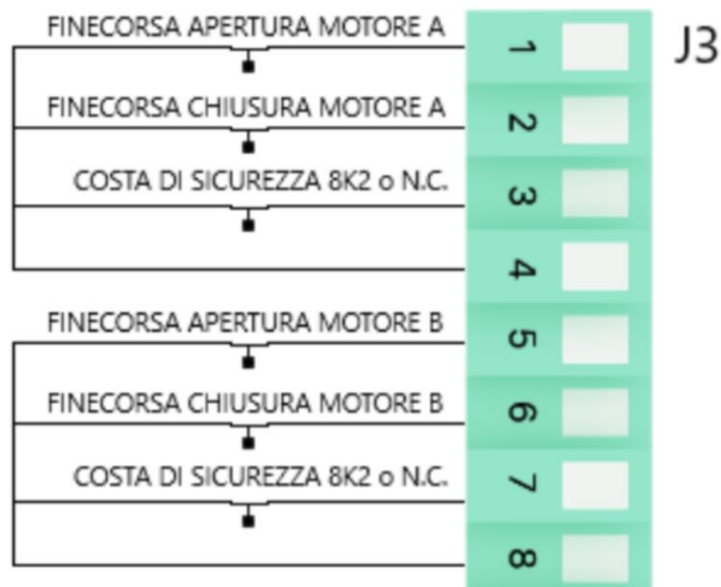 FINECORSA APERTURA MOTORE A
1
J3
FINECORSA CHIUSURA MOTORE A
2
COSTA DI SICUREZZA 8K2 o N.C.
3
4
FINECORSA APERTURA MOTORE B
5
FINECORSA CHIUSURA MOTORE B
6
COSTA DI SICUREZZA 8K2 o N.C.
7
8